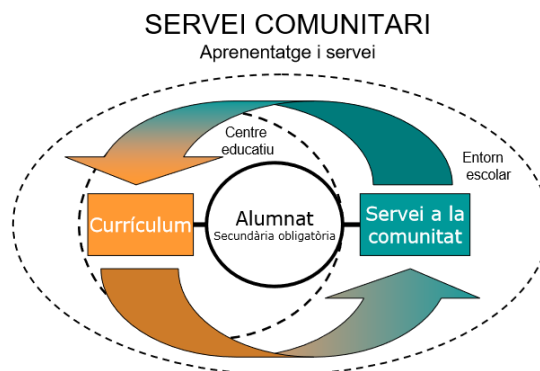 SERVEI COMUNITARI
Aprenentatge i servei
Centre
educatiu
Entorn
escolar
Currículum
Alumnat
Secundària obligatòria
Servei a la
comunitat